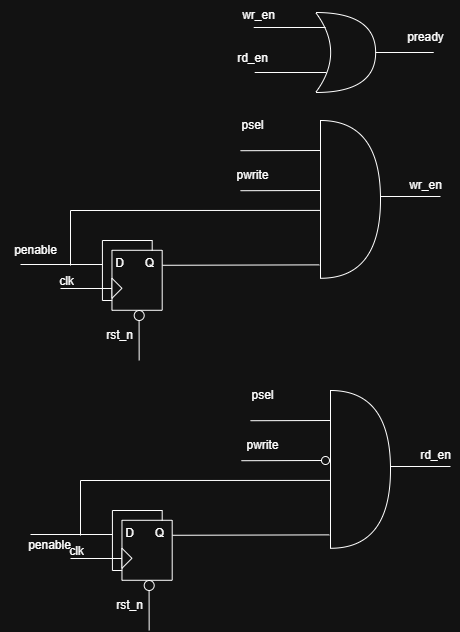 wr_en
pready
rd_en
psel
pwrite
wr_en
penable
D Q
clk
rst_n
psel
pwrite
rd_en
penable
D Q
clk
rst_n